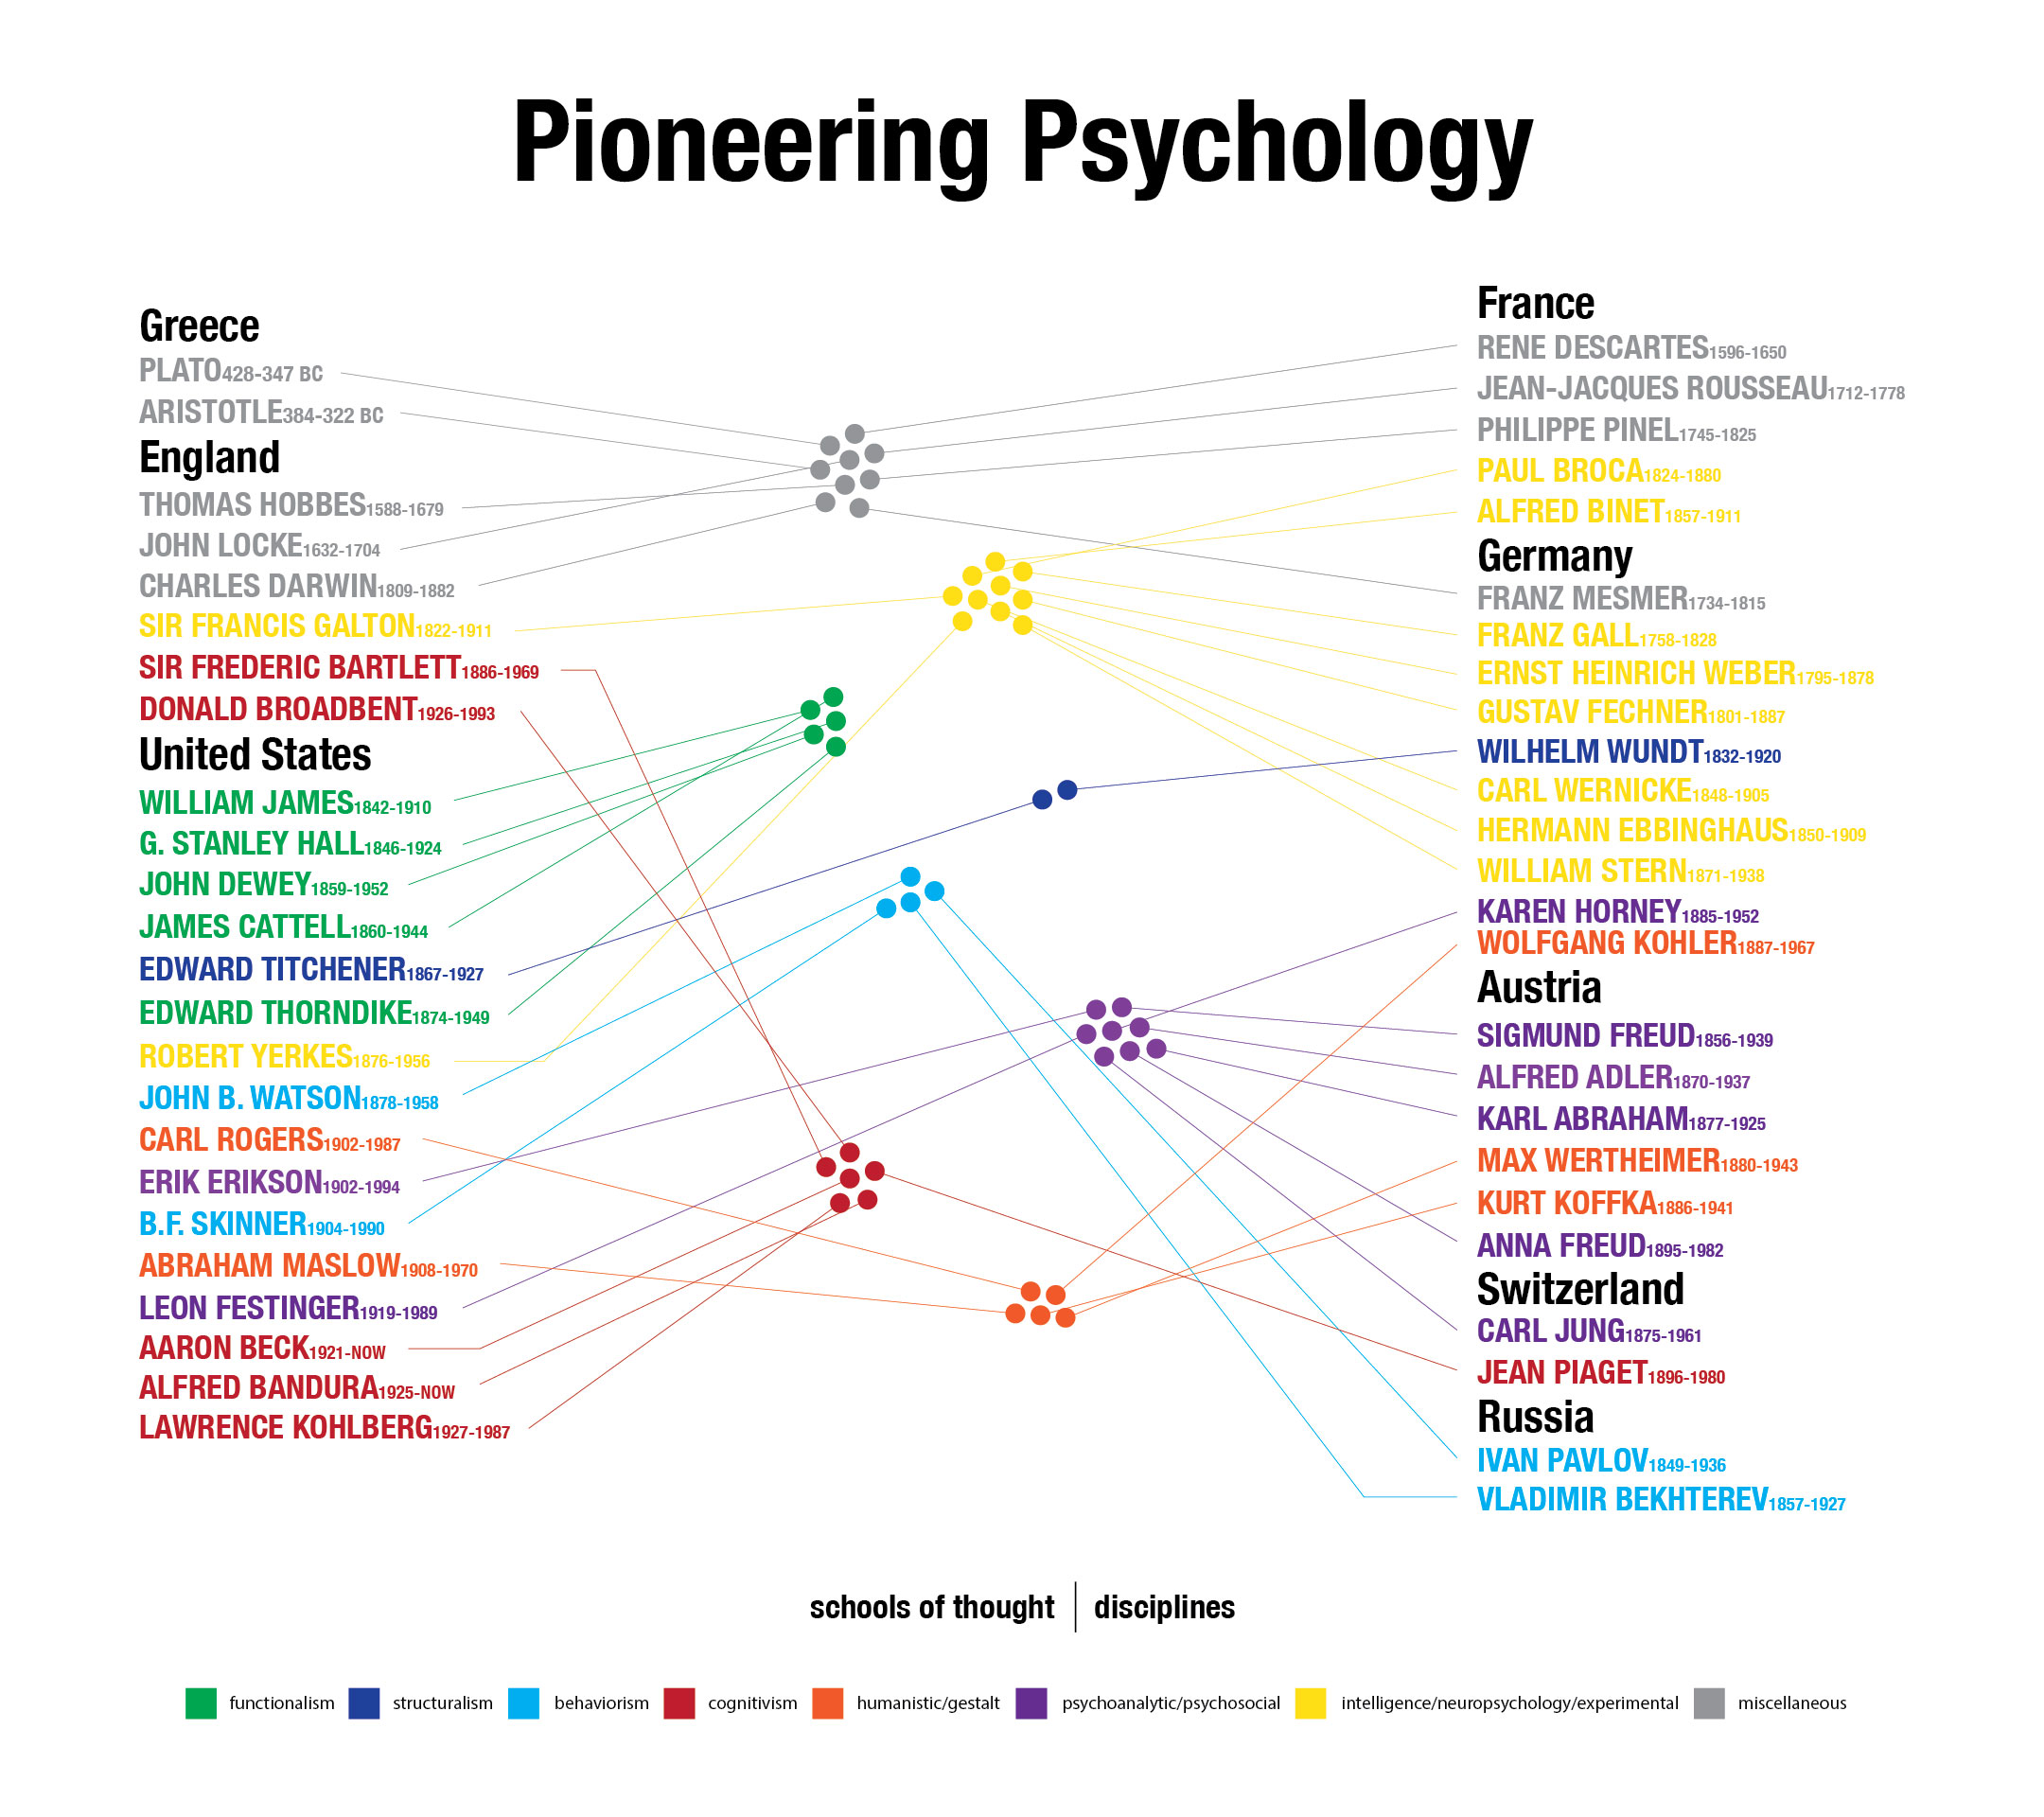 Pioneering Psychology
Greece
PLATO428-347 BC
ARISTOTLE384-322 BC
England
THOMAS HOBBES1588-1679
JOHN LOCKE1632-1704
CHARLES DARWIN1809-1882
SIR FRANCIS GALTON1822-1911
SIR FREDERIC BARTLETT1886-1969
DONALD BROADBENT1926-1993
United States
WILLIAM JAMES1842-1910
G. STANLEY HALL1846-1924
JOHN DEWEY1859-1952
JAMES CATTELL1860-1944
EDWARD TITCHENER1867-1927
EDWARD THORNDIKE1874-1949
ROBERT YERKES1876-1956
JOHN B. WATSON1878-1958
CARL ROGERS1902-1987
ERIK ERIKSON1902-1994
B.F. SKINNER1904-1990
ABRAHAM MASLOW1908-1970
LEON FESTINGER1919-1989
AARON BECK1921-NOW
ALFRED BANDURA1925-NOW
LAWRENCE KOHLBERG1927-1987
France
RENE DESCARTES1596-1650
JEAN-JACQUES ROUSSEAU1712-1778
PHILIPPE PINEL1745-1825
PAUL BROCA1824-1880
ALFRED BINET1857-1911
Germany
FRANZ MESMER1734-1815
FRANZ GALL1758-1828
ERNST HEINRICH WEBER1795-1878
GUSTAV FECHNER1801-1887
WILHELM WUNDT1832-1920
CARL WERNICKE1848-1905
HERMANN EBBINGHAUS1850-1909
WILLIAM STERN1871-1938
KAREN HORNEY1885-1952
WOLFGANG KOHLER1887-1967
Austria
SIGMUND FREUD1856-1939
ALFRED ADLER1870-1937
KARL ABRAHAM1877-1925
MAX WERTHEIMER1880-1943
KURT KOFFKA1886-1941
ANNA FREUD1895-1982
Switzerland
CARL JUNG1875-1961
JEAN PIAGET1896-1980
Russia
IVAN PAVLOV1849-1936
VLADIMIR BEKHTEREV1857-1927
schools of thought | disciplines
functionalism structuralism behaviorism cognitivism humanistic/gestalt psychoanalytic/psychosocial intelligence/neuropsychology/experimental miscellaneous